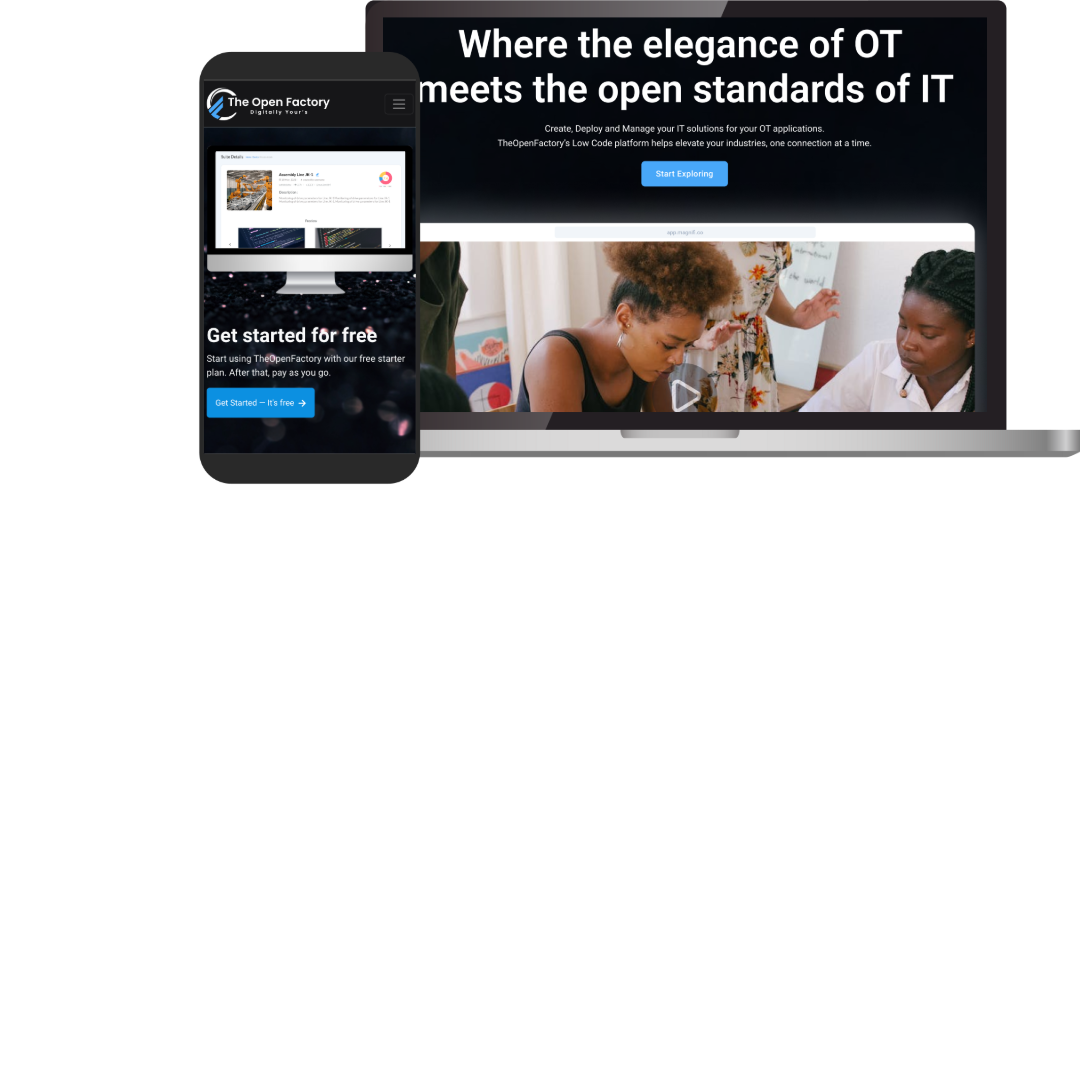 Where the elegance of OT
meets the open standards of IT
Create, Deploy and Manage your IT solutions for your OT applications.
TheOpenFactory's Low Code platform helps elevate your industries, one connection at a time.
Start Exploring
The Open Factory
Digitally Your's
Suite Details
Assembly Line
Description
Get started for free
Start using TheOpenFactory with our free starter
plan. After that, pay as you go.
Get Started — It's free →